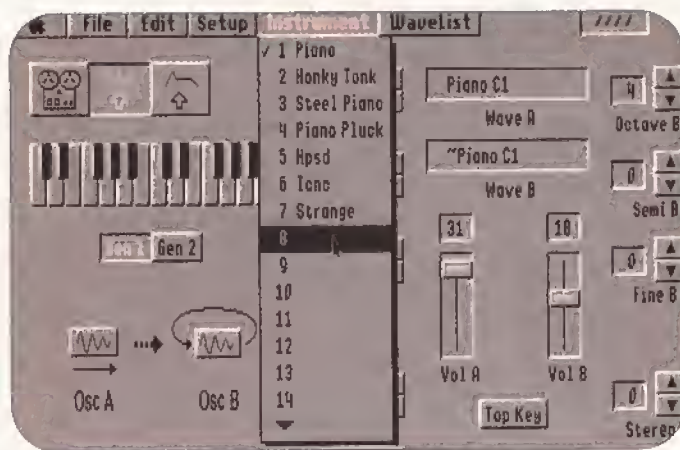 File Edit Setup Instrument Wavelist ////
✓ 1 Piano
2 Honky Tonk
3 Steel Piano
4 Piano Pluck
5 Hpsd
6
7 Strange
8
9
10
11
12
13
14
Piano C1
Wave A
~Piano C1
Wave B
4
Octave B
0
Semi B
0
Fine B
0
Stereo
31
18
Vol A
Vol B
Top Key
Gen 2
Osc A
Osc B